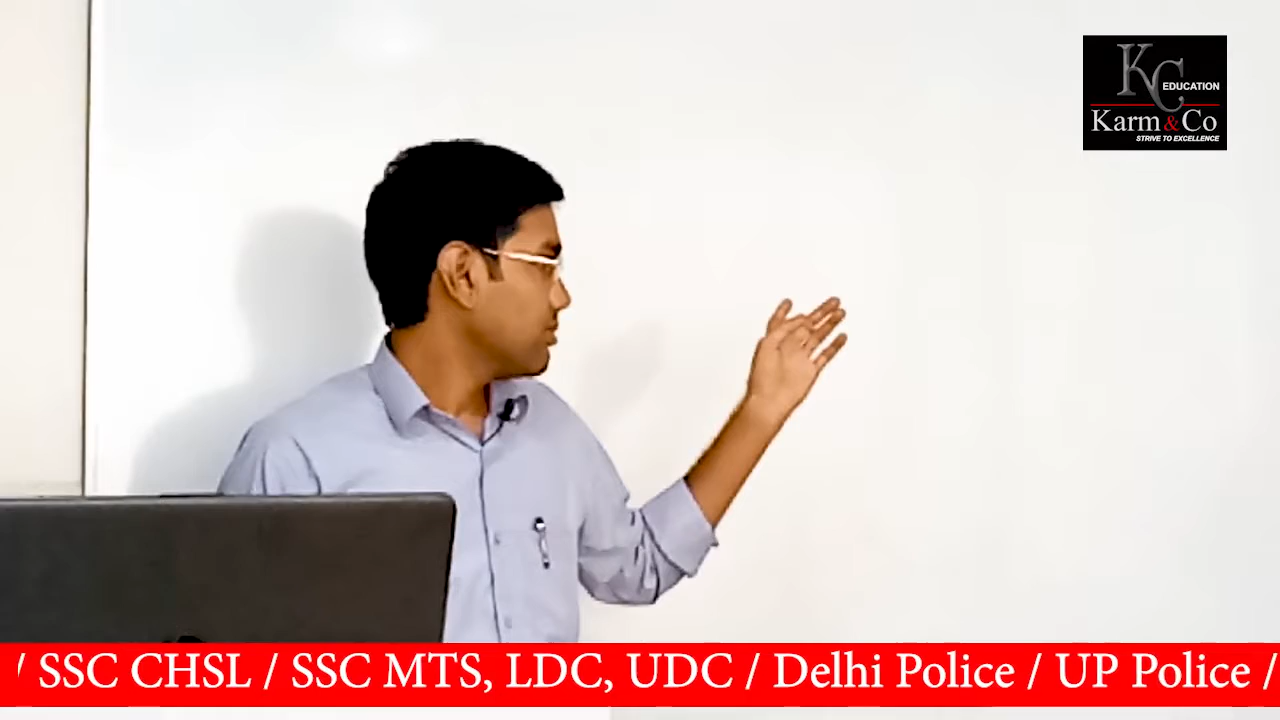 KC EDUCATION
Karm & Co
STRIVE TO EXCELLENCE
/ SSC CHSL / SSC MTS, LDC, UDC / Delhi Police / UP Police /